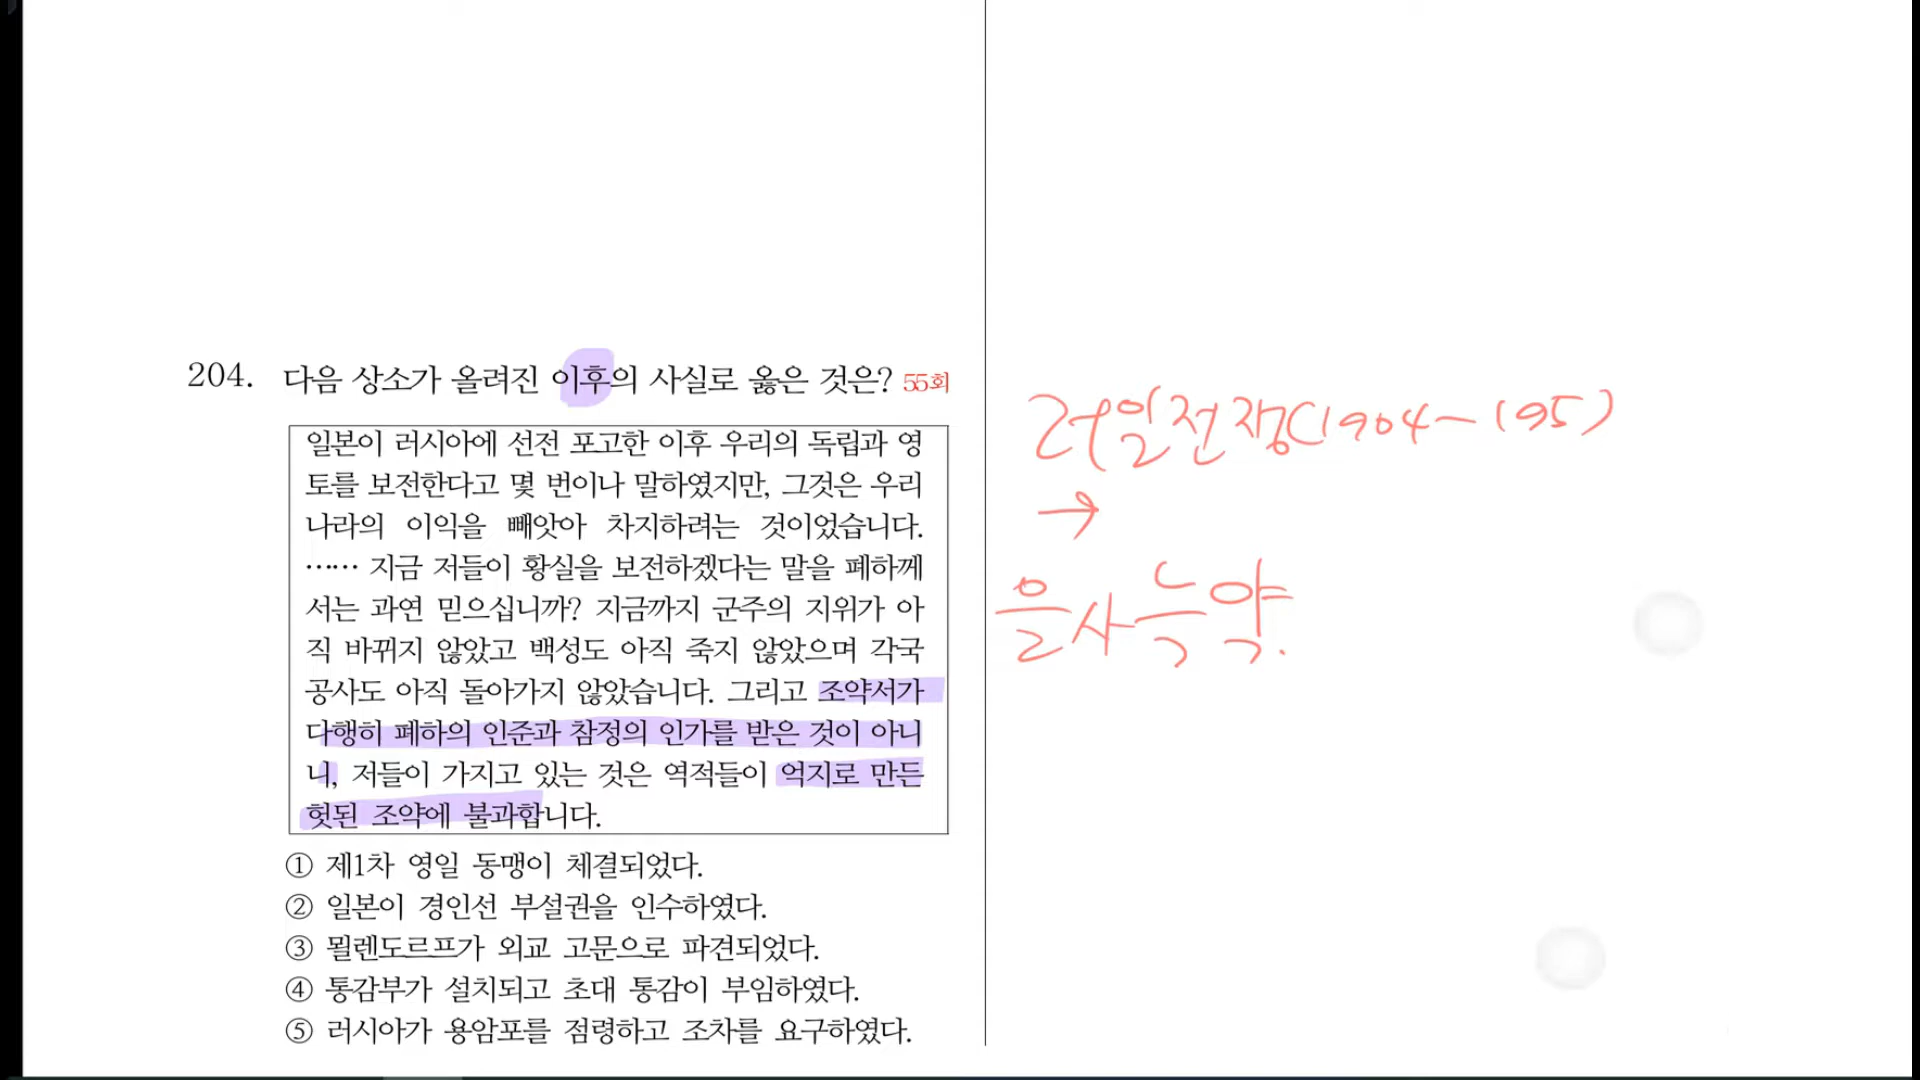 204. 다음 상소가 올려진 이후의 사실로 옳은 것은? 55회
일본이 러시아에 선전 포고한 이후 우리의 독립과 영
토를 보전한다고 몇 번이나 말하였지만, 그것은 우리
나라의 이익을 빼앗아 차지하려는 것이었습니다.
…… 지금 저들이 황실을 보전하겠다는 말을 폐하께
서는 과연 믿으십니까? 지금까지 군주의 지위가 아
직 바뀌지 않았고 백성도 아직 죽지 않았으며 각국
공사도 아직 돌아가지 않았습니다. 그리고 조약서가
다행히 폐하의 인준과 참정의 인가를 받은 것이 아니
니, 저들이 가지고 있는 것은 역적들이 억지로 만든
헛된 조약에 불과합니다.
① 제1차 영일 동맹이 체결되었다.
② 일본이 경인선 부설권을 인수하였다.
③ 묄렌도르프가 외교 고문으로 파견되었다.
④ 통감부가 설치되고 초대 통감이 부임하였다.
⑤ 러시아가 용암포를 점령하고 조차를 요구하였다.
러일전쟁(1904~1905)
→
을사늑약.